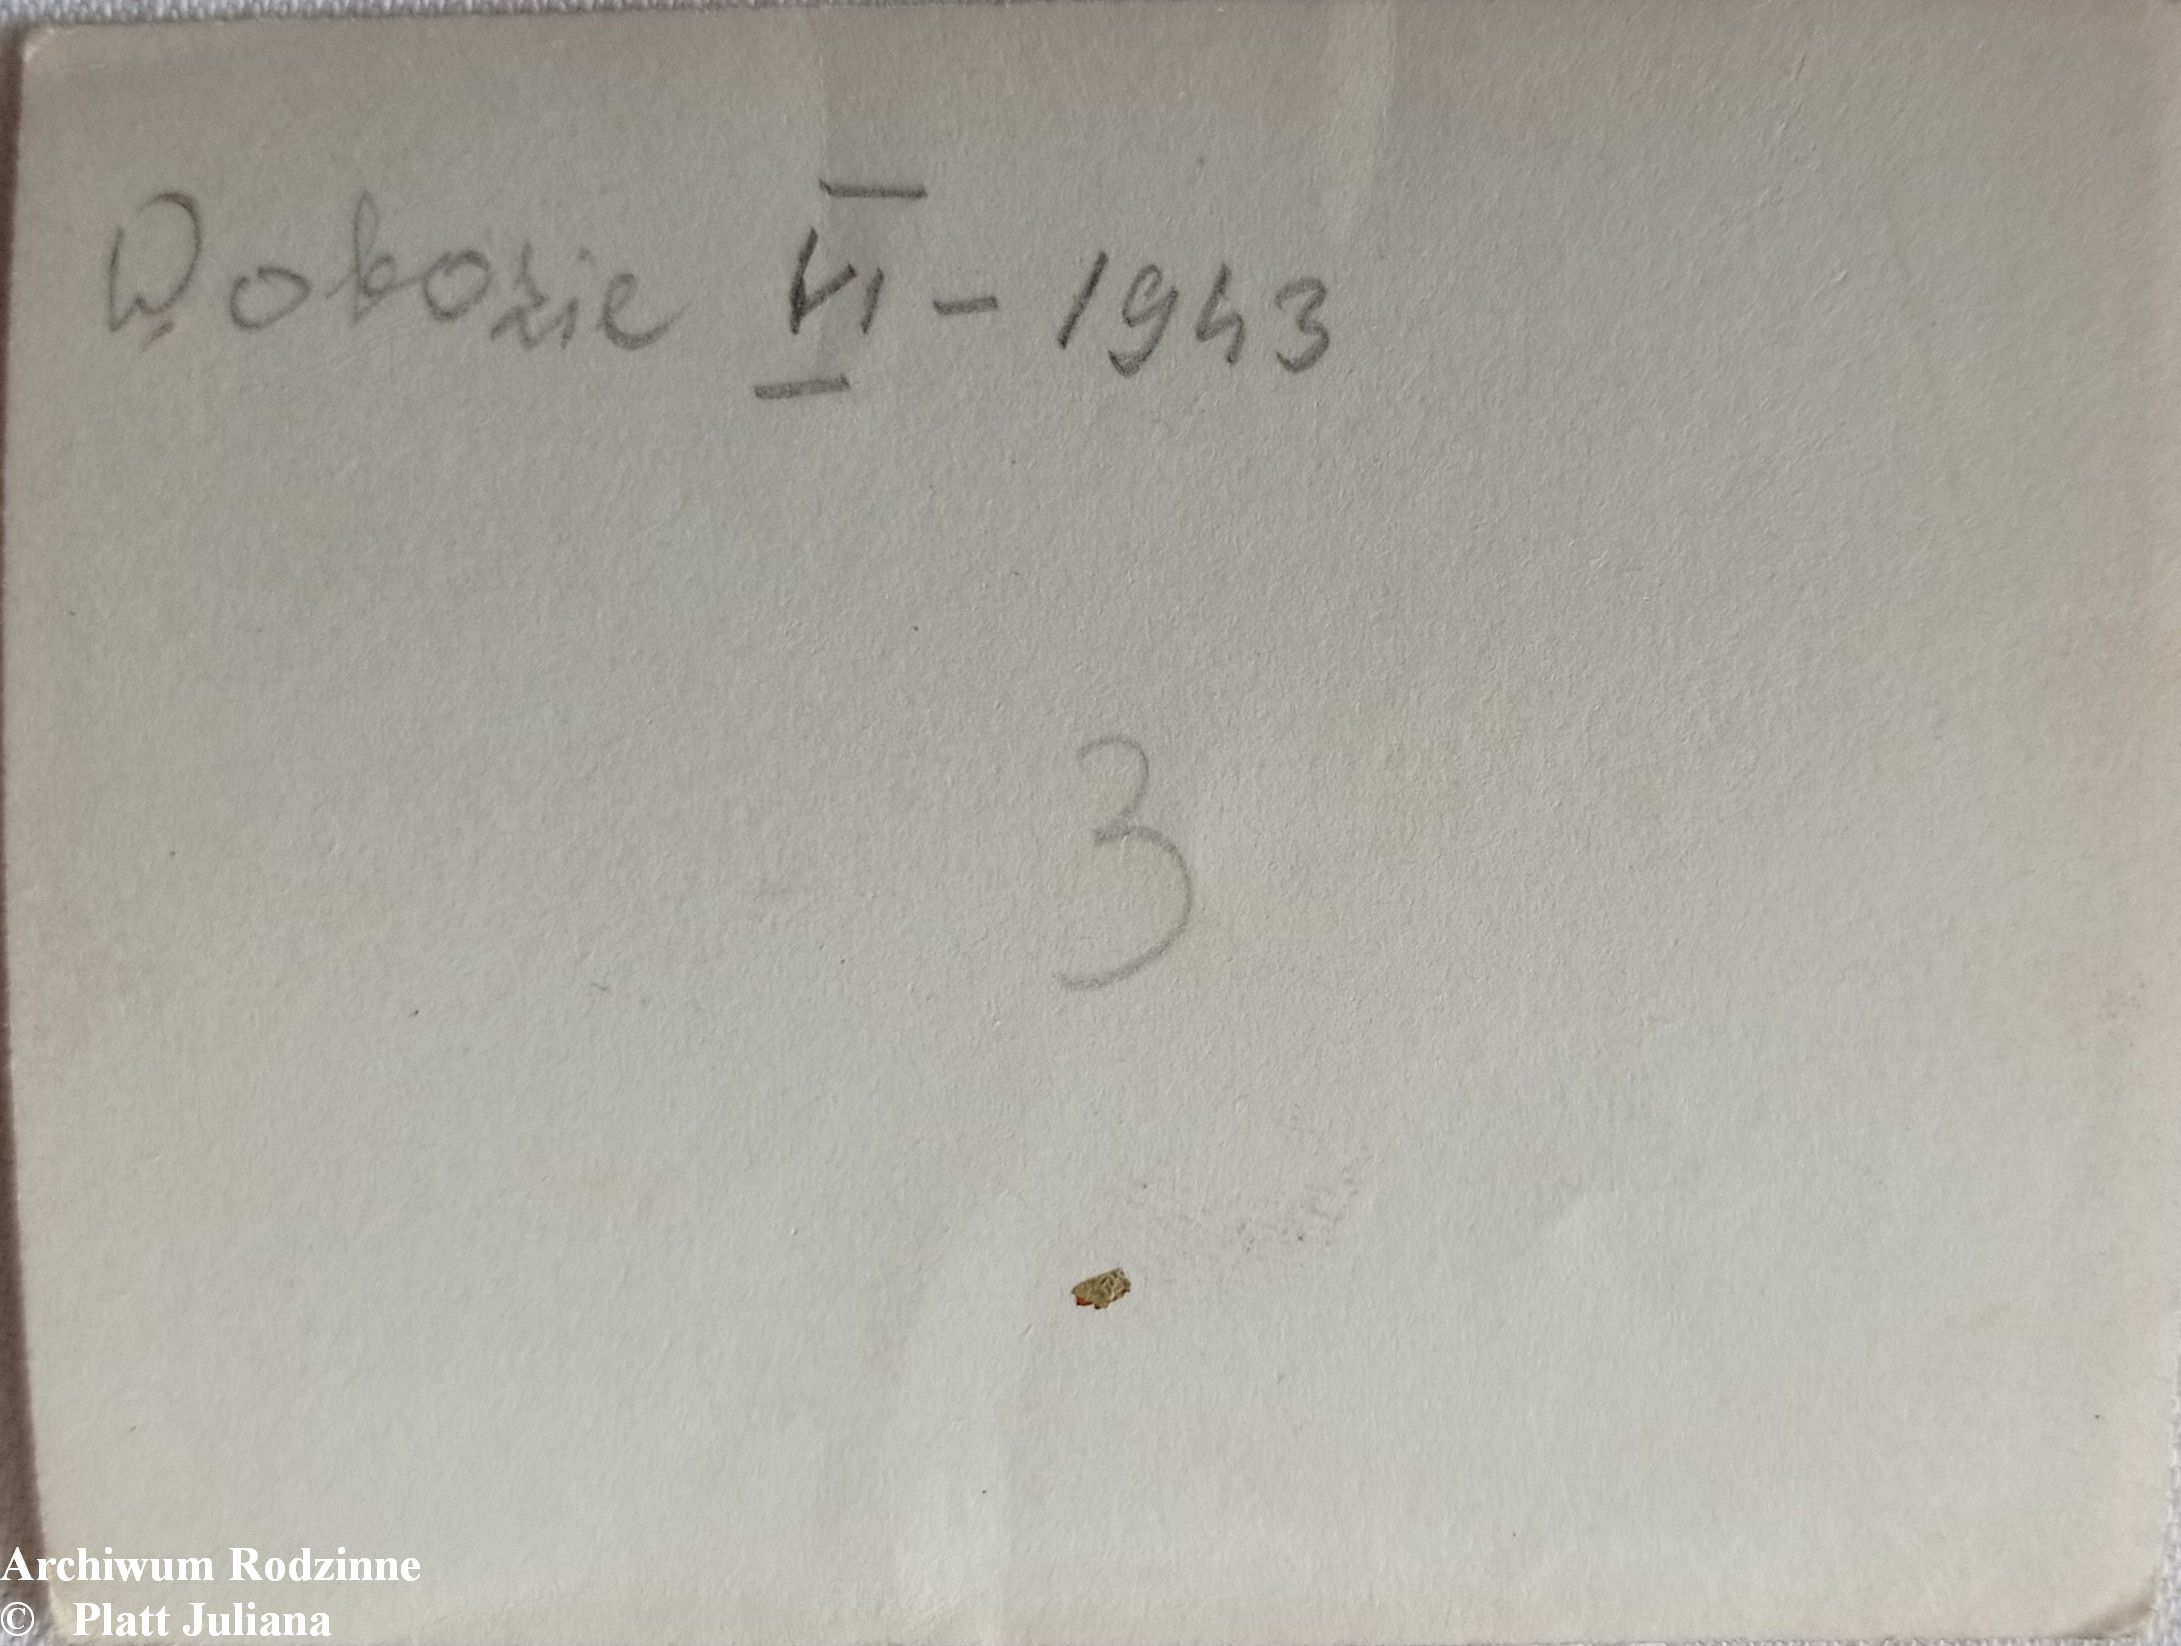 W obozie VI - 1943
3
Archiwum Rodzinne
© Platt Juliana